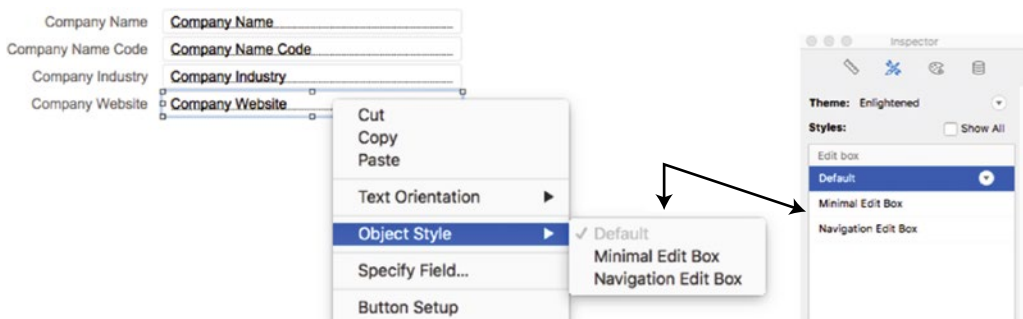 Company Name Company Name
Company Name Code Company Name Code
Company Industry Company Industry
Company Website Company Website
Cut
Copy
Paste
Text Orientation
Object Style
Specify Field...
Button Setup
✓ Default
Minimal Edit Box
Navigation Edit Box
Inspector
Theme: Enlightened
Styles: Show All
Edit box
Default
Minimal Edit Box
Navigation Edit Box